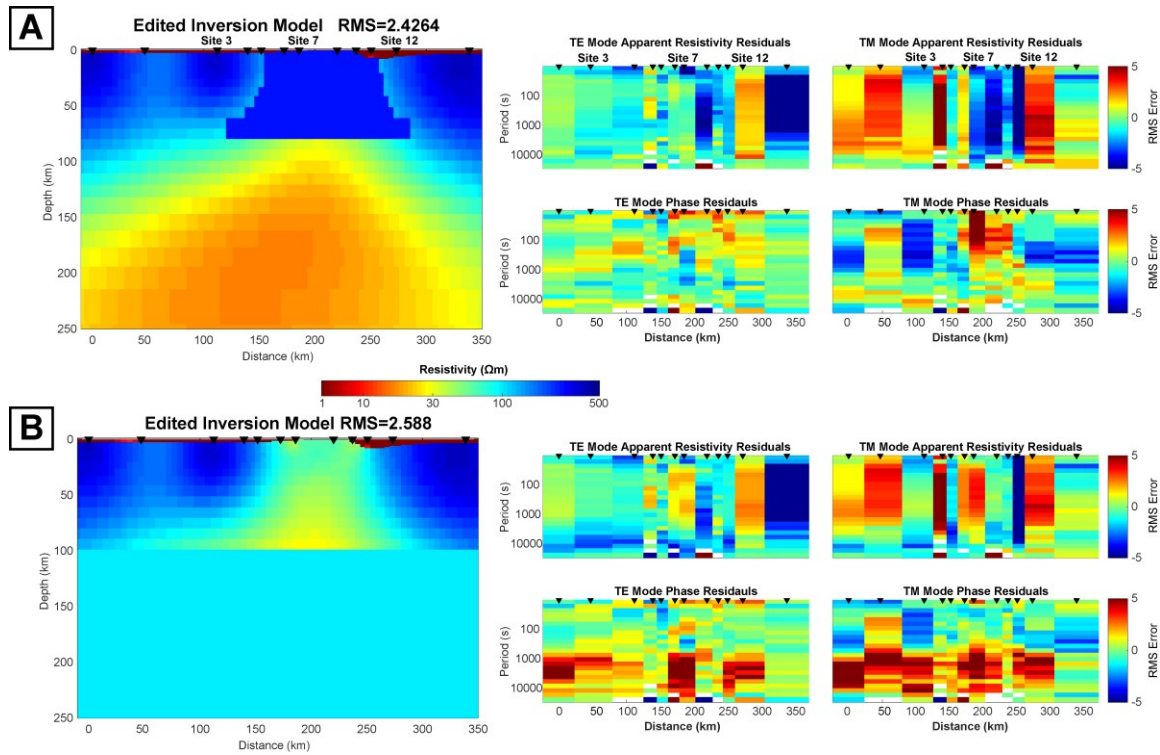 A
Edited Inversion Model RMS=2.4264
Site 3 Site 7 Site 12
0
50
100
150
200
250
Depth (km)
0 50 100 150 200 250 300 350
Distance (km)
TE Mode Apparent Resistivity Residuals
Site 3 Site 7 Site 12
Period (s)
100
1000
10000
TM Mode Apparent Resistivity Residuals
Site 3 Site 7 Site 12
5
0
-5
RMS Error
TE Mode Phase Residauls
Period (s)
100
1000
10000
0 50 100 150 200 250 300 350
Distance (km)
TM Mode Phase Residuals
0 50 100 150 200 250 300 350
Distance (km)
5
0
-5
RMS Error
Resistivity (Ωm)
1 10 30 100 500
B
Edited Inversion Model RMS=2.588
0
50
100
150
200
250
Depth (km)
0 50 100 150 200 250 300 350
Distance (km)
TE Mode Apparent Resistivity Residuals
Period (s)
100
1000
10000
TM Mode Apparent Resistivity Residuals
5
0
-5
RMS Error
TE Mode Phase Residuals
Period (s)
100
1000
10000
0 50 100 150 200 250 300 350
Distance (km)
TM Mode Phase Residuals
0 50 100 150 200 250 300 350
Distance (km)
5
0
-5
RMS Error